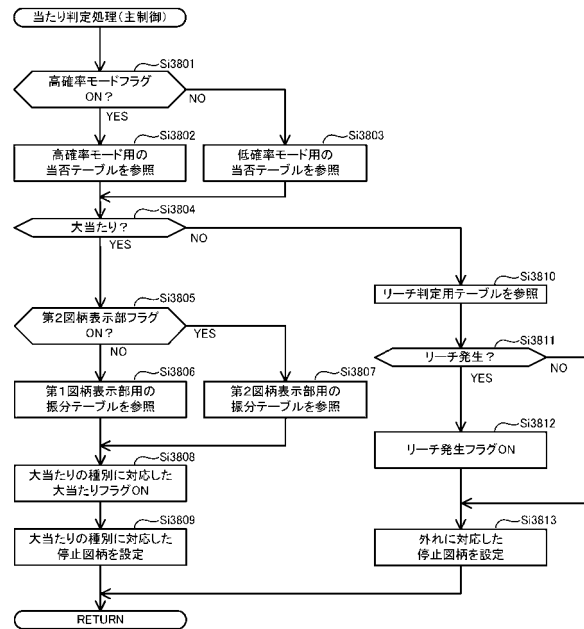 当たり判定処理(主制御)
Si3801
高確率モードフラグ
ON?
NO
YES
Si3802
高確率モード用の
当否テーブルを参照
Si3803
低確率モード用の
当否テーブルを参照
Si3804
大当たり?
NO
YES
Si3810
リーチ判定用テーブルを参照
Si3805
第2図柄表示部フラグ
ON?
YES
NO
Si3811
リーチ発生?
NO
YES
Si3806
第1図柄表示部用の
振分テーブルを参照
Si3807
第2図柄表示部用の
振分テーブルを参照
Si3812
リーチ発生フラグON
Si3808
大当たりの種別に対応した
大当たりフラグON
Si3809
大当たりの種別に対応した
停止図柄を設定
Si3813
外れに対応した
停止図柄を設定
RETURN